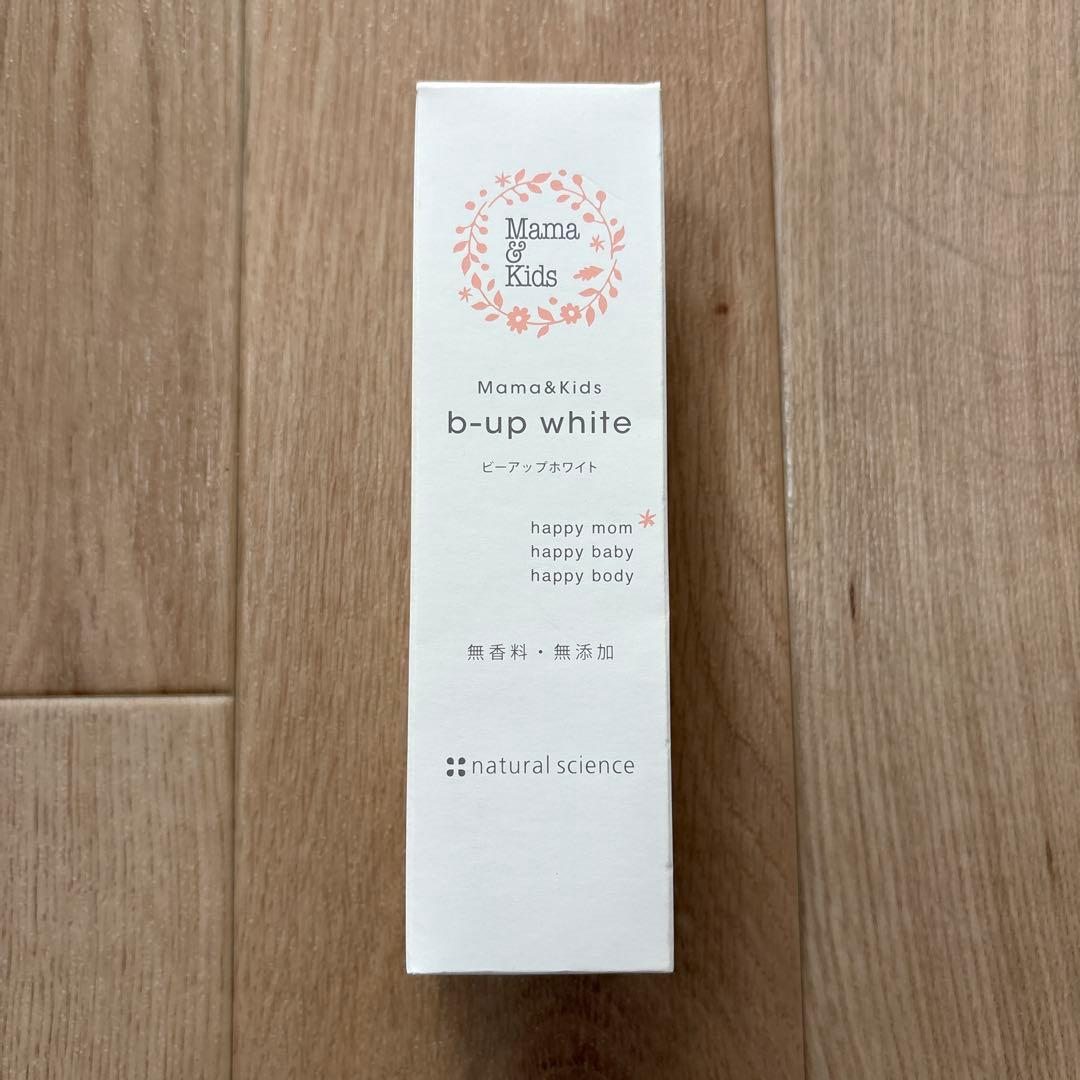 Mama
&
Kids
Mama&Kids
b-up white
ビーアップホワイト
happy mom
happy baby
happy body
無香料・無添加
natural science